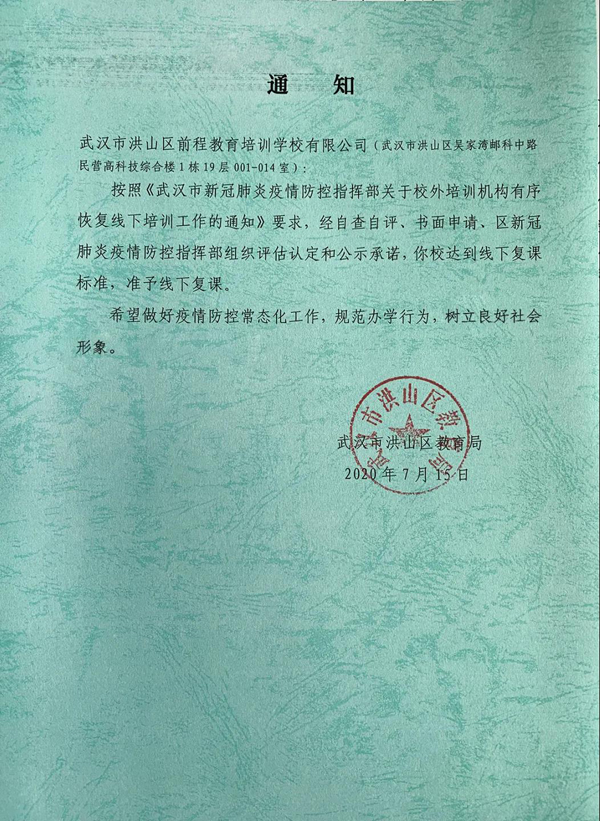 通 知
武汉市洪山区前程教育培训学校有限公司（武汉市洪山区吴家湾邮科中路
民营高科技综合楼1栋19层001-014室）：
按照《武汉市新冠肺炎疫情防控指挥部关于校外培训机构有序
恢复线下培训工作的通知》要求，经自查自评、书面申请、区新冠
肺炎疫情防控指挥部组织评估认定和公示承诺，你校达到线下复课
标准，准予线下复课。
希望做好疫情防控常态化工作，规范办学行为，树立良好社会
形象。
武汉市洪山区教育局
武汉市洪山区教育局
2020年7月15日